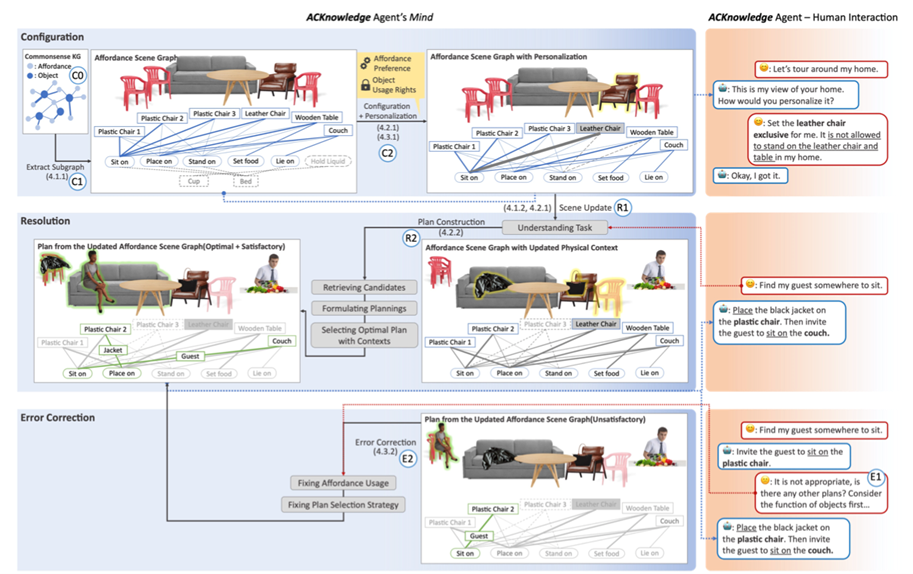 ACKnowledge Agent's Mind
ACKnowledge Agent – Human Interaction
Configuration
Commonsense KG
: Affordance
: Object
C0
Extract Subgraph
(4.1.1)
C1
Affordance Scene Graph
Plastic Chair 1
Plastic Chair 2
Plastic Chair 3
Leather Chair
Wooden Table
Couch
Sit on
Place on
Stand on
Set food
Lie on
Hold Liquid
Cup
Bed
Affordance
Preference
Object
Usage Rights
Configuration
+ Personalization
(4.2.1)
(4.3.1)
C2
Affordance Scene Graph with Personalization
Plastic Chair 1
Plastic Chair 2
Plastic Chair 3
Leather Chair
Wooden Table
Couch
Sit on
Place on
Stand on
Set food
Lie on
: Let's tour around my home.
: This is my view of your home.
How would you personalize it?
: Set the leather chair
exclusive for me. It is not allowed
to stand on the leather chair and
table in my home.
: Okay, I got it.
Resolution
(4.1.2, 4.2.1)
Scene Update
R1
Understanding Task
Plan Construction
(4.2.2)
R2
Retrieving Candidates
Formulating Plannings
Selecting Optimal Plan
with Contexts
Plan from the Updated Affordance Scene Graph(Optimal + Satisfactory)
Plastic Chair 1
Plastic Chair 2
Plastic Chair 3
Leather Chair
Wooden Table
Couch
Jacket
Guest
Sit on
Place on
Stand on
Set food
Lie on
Affordance Scene Graph with Updated Physical Context
Plastic Chair 1
Plastic Chair 2
Plastic Chair 3
Leather Chair
Wooden Table
Couch
Sit on
Place on
Stand on
Set food
Lie on
: Find my guest somewhere to sit.
: Place the black jacket on
the plastic chair. Then invite
the guest to sit on the couch.
Error Correction
Error Correction
(4.3.2)
E2
Fixing Affordance Usage
Fixing Plan Selection Strategy
Plan from the Updated Affordance Scene Graph(Unsatisfactory)
Plastic Chair 1
Plastic Chair 2
Plastic Chair 3
Leather Chair
Wooden Table
Couch
Guest
Sit on
Place on
Stand on
Set food
Lie on
: Find my guest somewhere to sit.
: Invite the guest to sit on the
plastic chair.
E1
: It is not appropriate, is
there any other plans? Consider
the function of objects first...
: Place the black jacket on
the plastic chair. Then invite
the guest to sit on the couch.